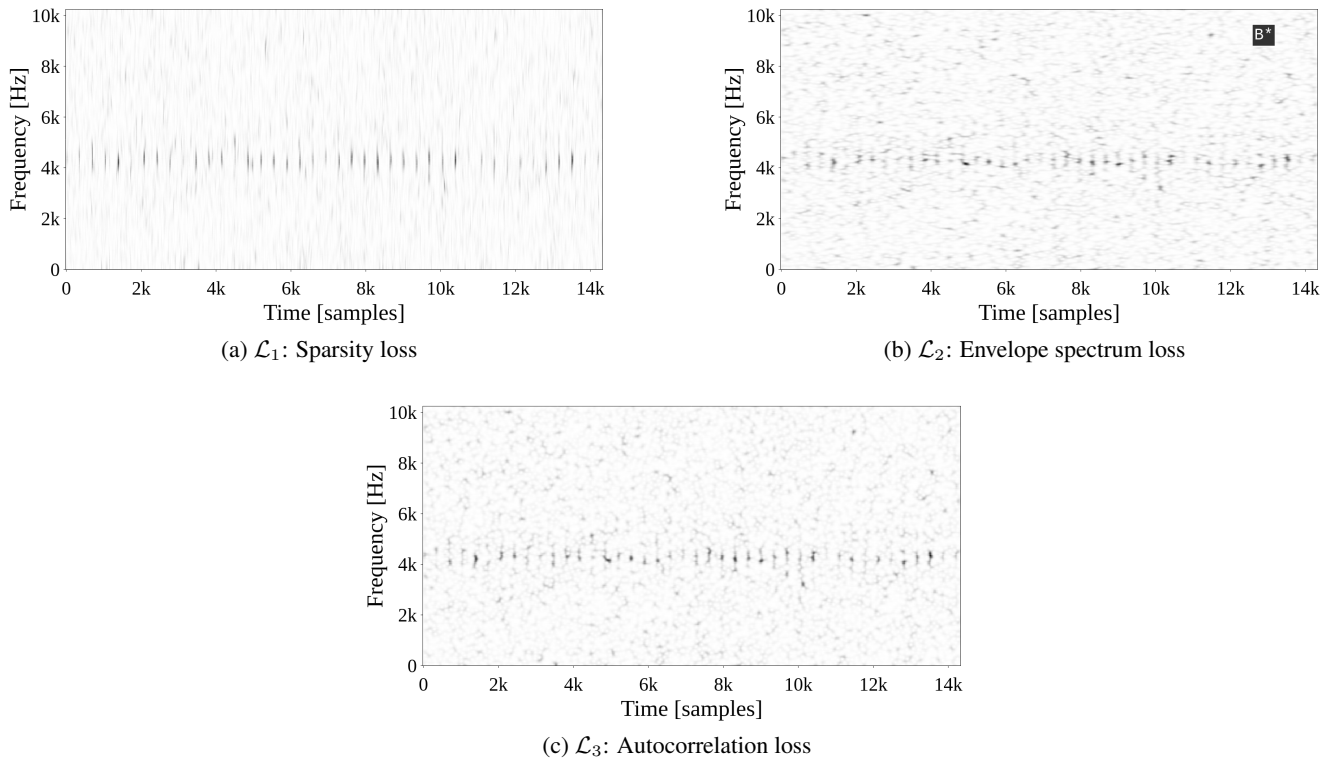 10k
8k
6k
4k
2k
0
Frequency [Hz]
0 2k 4k 6k 8k 10k 12k 14k
Time [samples]
(a) ℒ₁: Sparsity loss
10k
8k
6k
4k
2k
0
Frequency [Hz]
B*
0 2k 4k 6k 8k 10k 12k 14k
Time [samples]
(b) ℒ₂: Envelope spectrum loss
10k
8k
6k
4k
2k
0
Frequency [Hz]
0 2k 4k 6k 8k 10k 12k 14k
Time [samples]
(c) ℒ₃: Autocorrelation loss